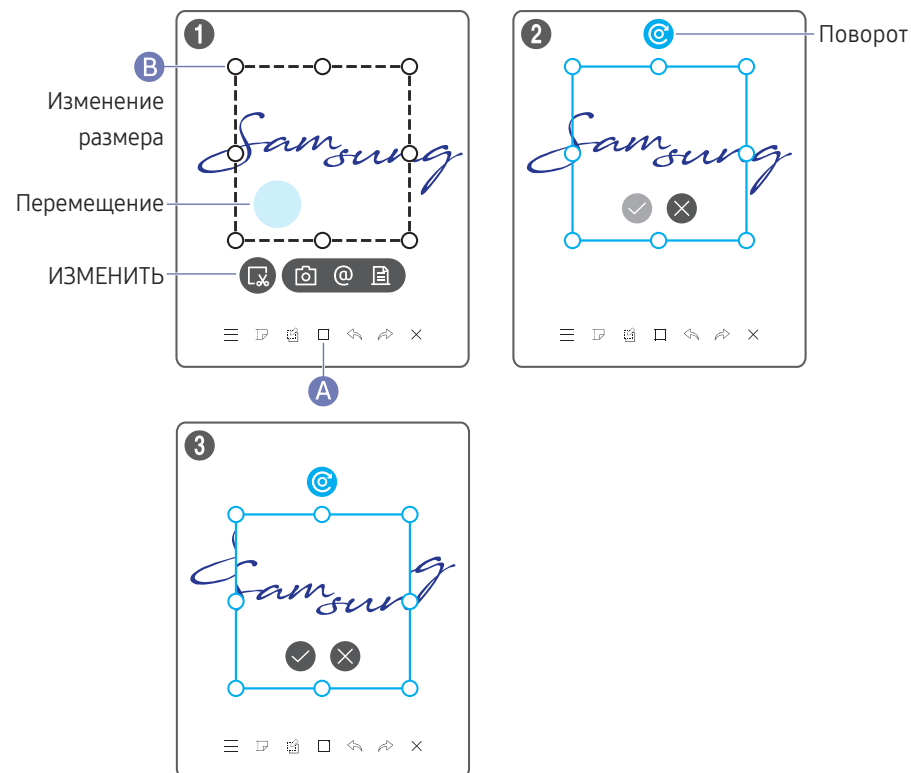 1
B
Изменение
размера
Samsung
Перемещение
ИЗМЕНИТЬ
@
A
2
Поворот
Samsung
3
Samsung